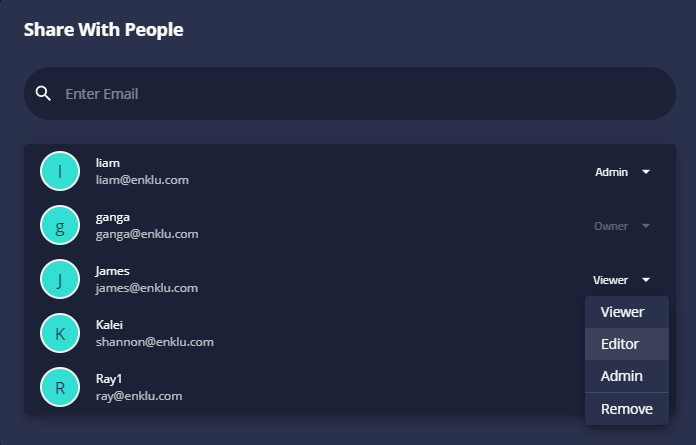 Share With People
Enter Email
l
liam
liam@enklu.com
Admin
g
ganga
ganga@enklu.com
Owner
J
James
james@enklu.com
Viewer
K
Kalei
shannon@enklu.com
R
Ray1
ray@enklu.com
Viewer
Editor
Admin
Remove